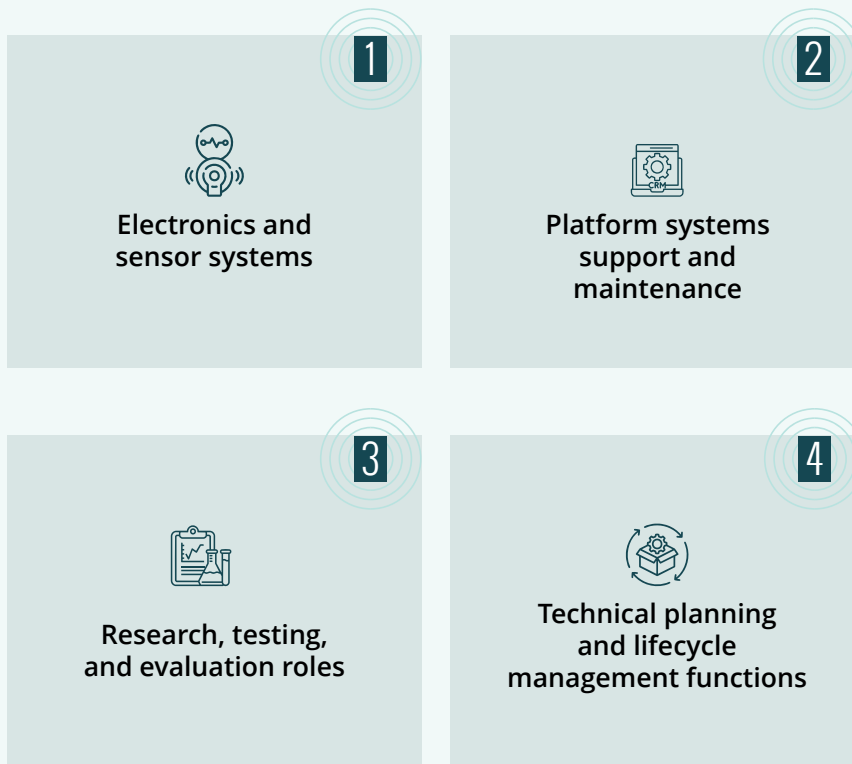 1
Electronics and
sensor systems
2
CRM
Platform systems
support and
maintenance
3
Research, testing,
and evaluation roles
4
Technical planning
and lifecycle
management functions